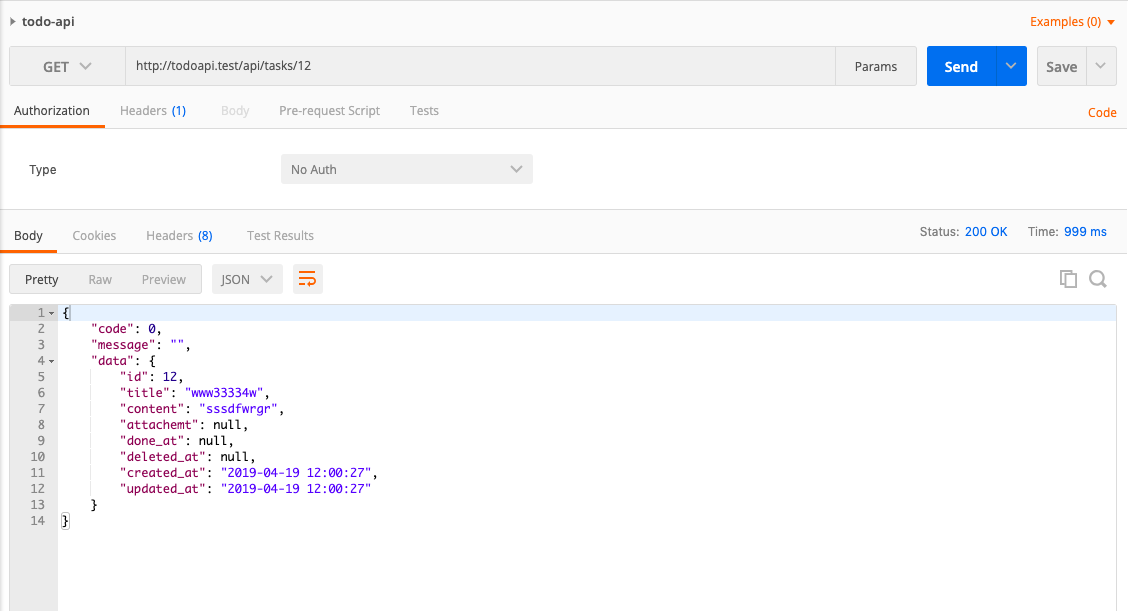 todo-api
Examples (0)
GET http://todoapi.test/api/tasks/12 Params Send Save
Authorization Headers (1) Body Pre-request Script Tests Code
Type No Auth
Body Cookies Headers (8) Test Results Status: 200 OK Time: 999 ms
Pretty Raw Preview JSON
1 {
2 "code": 0,
3 "message": "",
4 "data": {
5 "id": 12,
6 "title": "www33334w",
7 "content": "sssdfwrgr",
8 "attachemt": null,
9 "done_at": null,
10 "deleted_at": null,
11 "created_at": "2019-04-19 12:00:27",
12 "updated_at": "2019-04-19 12:00:27"
13 }
14 }